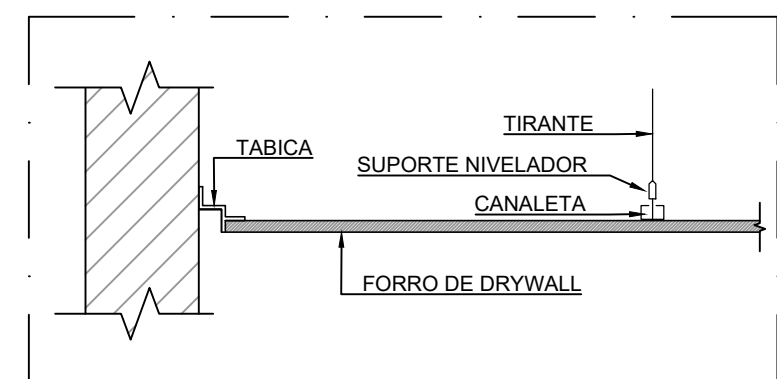 TIRANTE
TABICA
SUPORTE NIVELADOR
CANALETA
FORRO DE DRYWALL